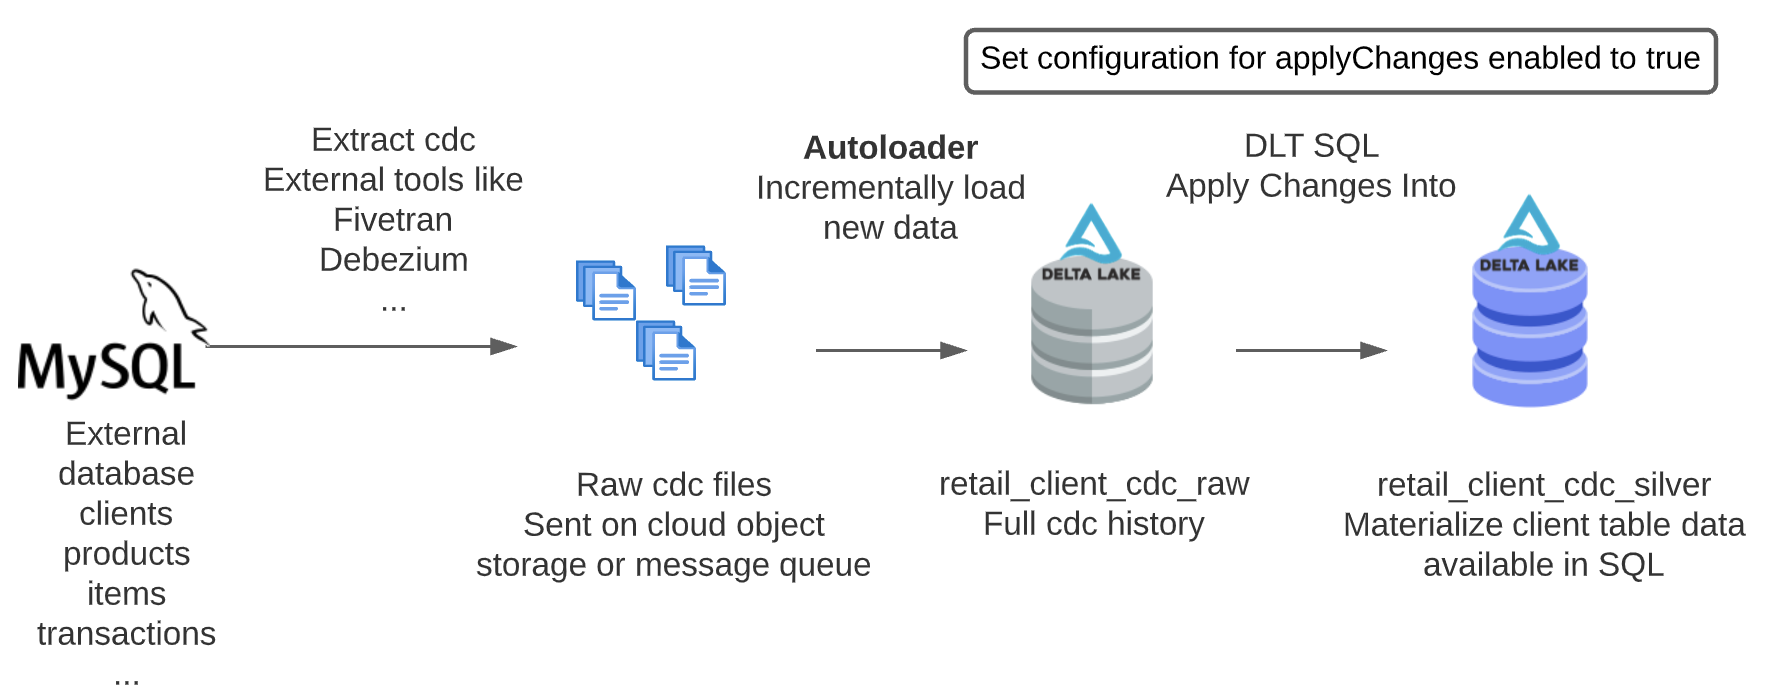 Set configuration for applyChanges enabled to true
Extract cdc
External tools like
Fivetran
Debezium
...
Autoloader
Incrementally load
new data
DLT SQL
Apply Changes Into
MySQL
DELTA LAKE
DELTA LAKE
External
database
clients
products
items
transactions
...
Raw cdc files
Sent on cloud object
storage or message queue
retail_client_cdc_raw
Full cdc history
retail_client_cdc_silver
Materialize client table data
available in SQL